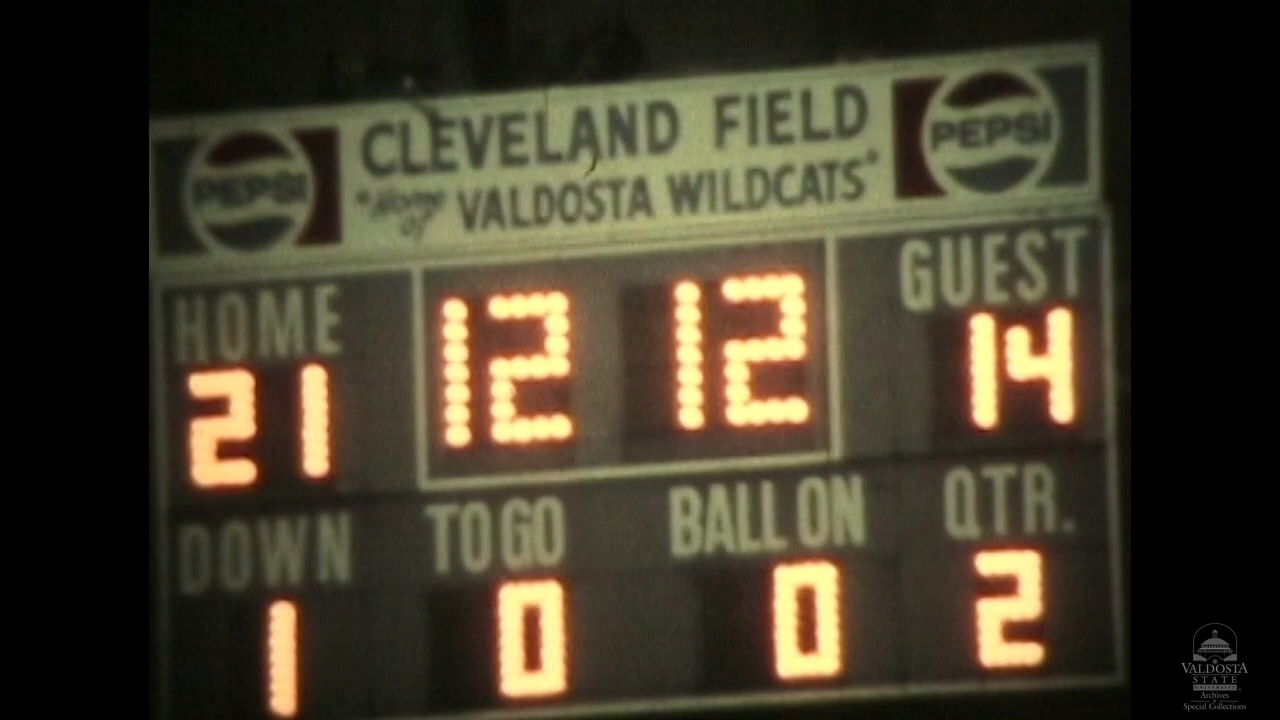 PEPSI
CLEVELAND FIELD
PEPSI
"Home of VALDOSTA WILDCATS"
HOME
12 12
GUEST
21
14
DOWN
TO GO
BALL ON
QTR.
1
0
0
2
VALDOSTA
STATE
UNIVERSITY
Archives
&
Special Collections